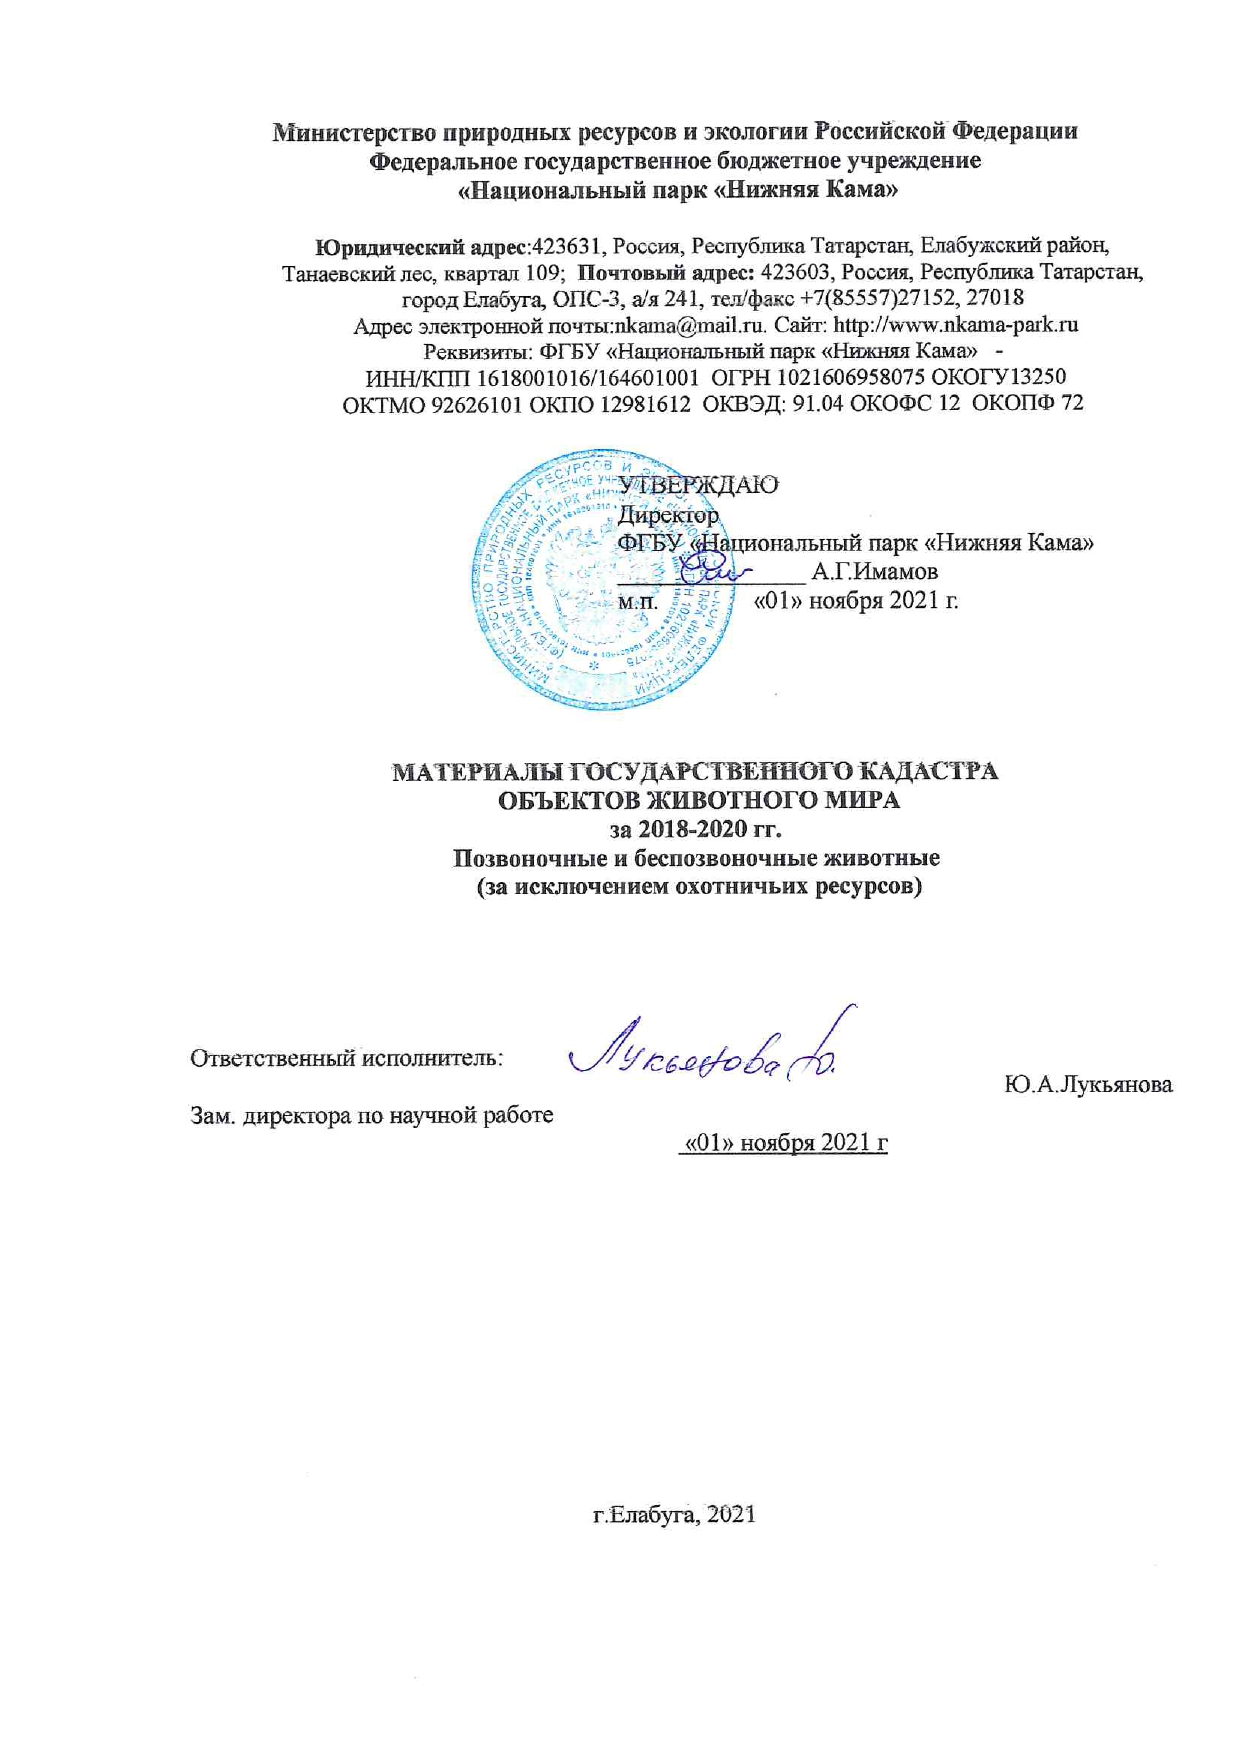 Министерство природных ресурсов и экологии Российской Федерации
Федеральное государственное бюджетное учреждение
«Национальный парк «Нижняя Кама»
Юридический адрес:423631, Россия, Республика Татарстан, Елабужский район,
Танаевский лес, квартал 109; Почтовый адрес: 423603, Россия, Республика Татарстан,
город Елабуга, ОПС-3, а/я 241, тел/факс +7(85557)27152, 27018
Адрес электронной почты:nkama@mail.ru. Сайт: http://www.nkama-park.ru
Реквизиты: ФГБУ «Национальный парк «Нижняя Кама» -
ИНН/КПП 1618001016/164601001 ОГРН 1021606958075 ОКОГУ13250
ОКТМО 92626101 ОКПО 12981612 ОКВЭД: 91.04 ОКОФС 12 ОКОПФ 72
УТВЕРЖДАЮ
Директор
ФГБУ «Национальный парк «Нижняя Кама»
А.Г.Имамов
м.п. «01» ноября 2021 г.
МАТЕРИАЛЫ ГОСУДАРСТВЕННОГО КАДАСТРА
ОБЪЕКТОВ ЖИВОТНОГО МИРА
за 2018-2020 гг.
Позвоночные и беспозвоночные животные
(за исключением охотничьих ресурсов)
Ответственный исполнитель:
Лукьянова Ю.
Ю.А.Лукьянова
Зам. директора по научной работе
«01» ноября 2021 г
г.Елабуга, 2021